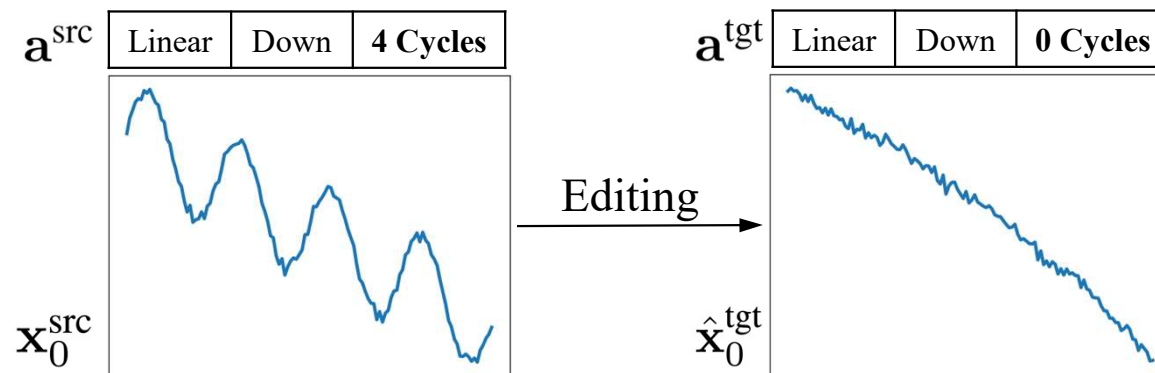 a^src Linear Down 4 Cycles
a^tgt Linear Down 0 Cycles
Editing
x_0^src
x̂_0^tgt